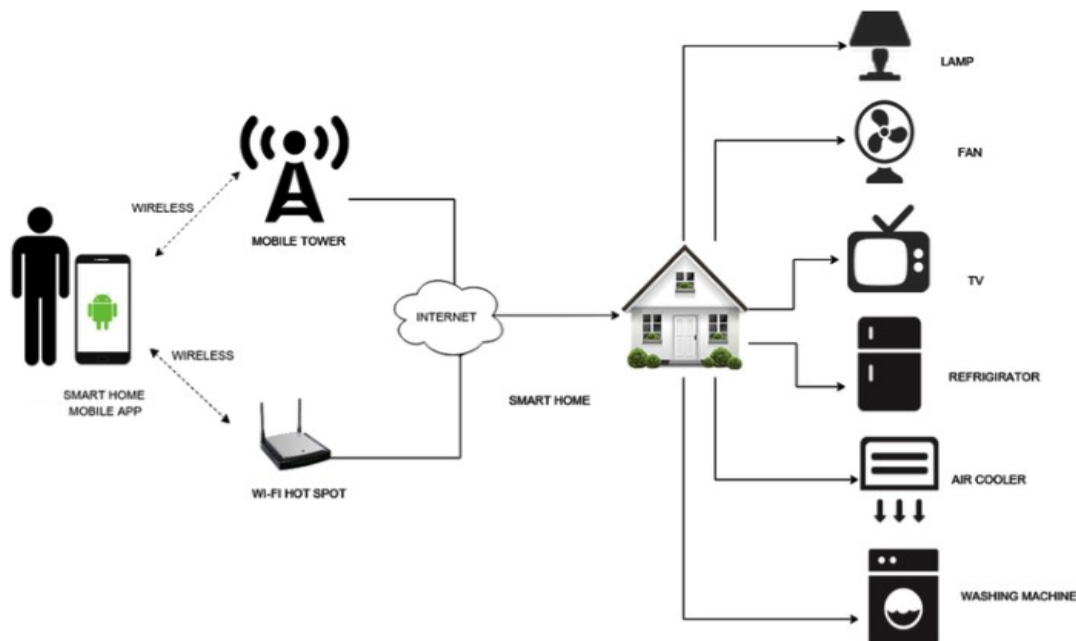 LAMP
FAN
WIRELESS
MOBILE TOWER
TV
INTERNET
WIRELESS
REFRIGIRATOR
SMART HOME
MOBILE APP
SMART HOME
AIR COOLER
WI-FI HOT SPOT
WASHING MACHINE